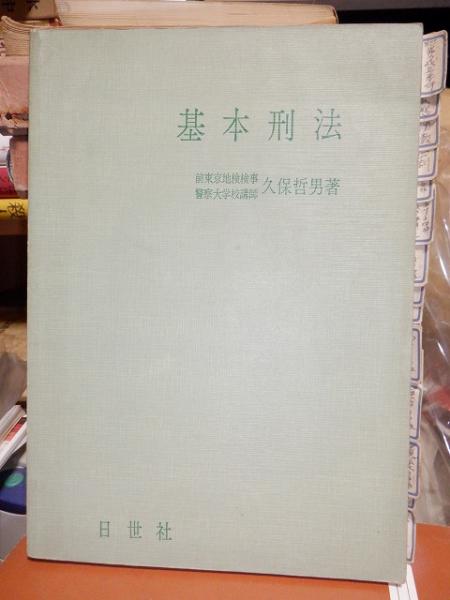 基本刑法
前東京地検検事
警察大学校講師
久保哲男著
日世社